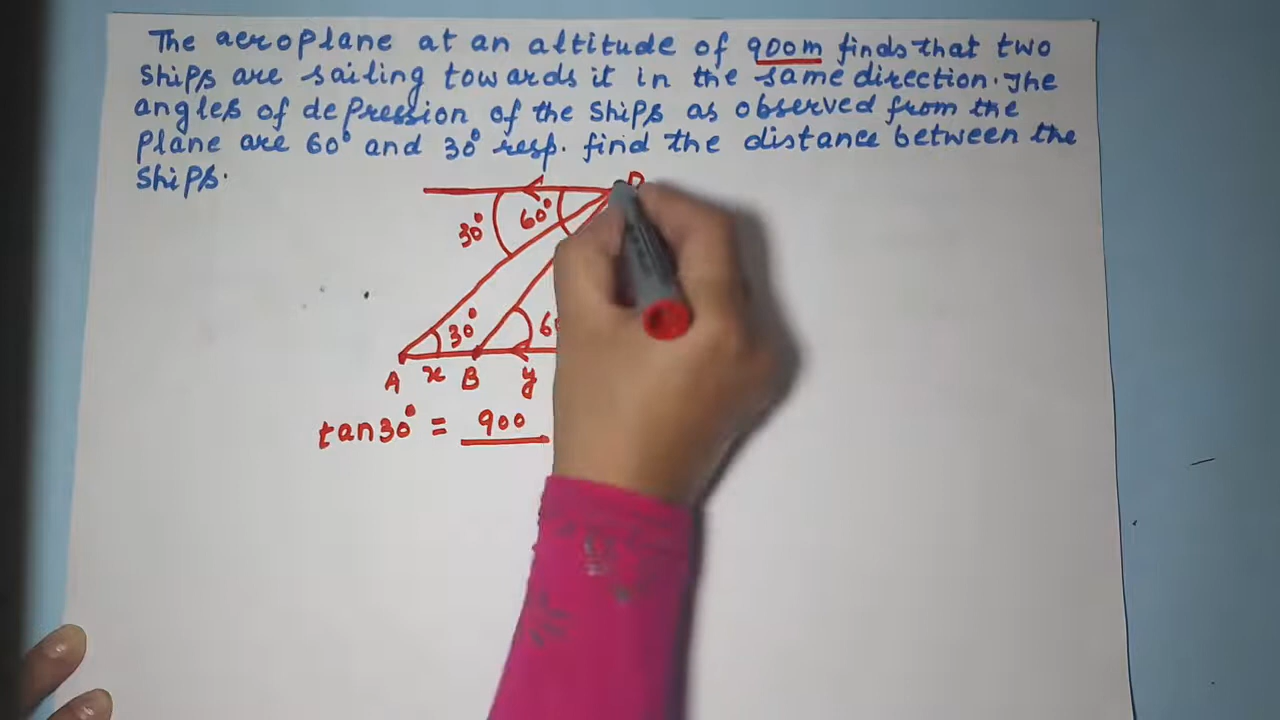 The aeroplane at an altitude of 900m finds that two
ships are sailing towards it in the same direction. The
angles of depression of the ships as observed from the
plane are 60° and 30° resp. find the distance between the
ships.
30° 60°
30°
A x B y
tan30° = 900